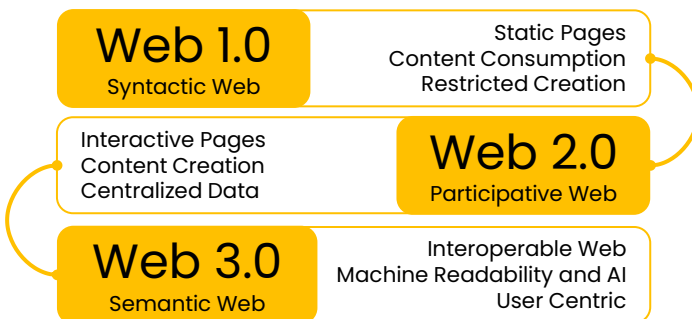 Web 1.0
Syntactic Web
Static Pages
Content Consumption
Restricted Creation
Interactive Pages
Content Creation
Centralized Data
Web 2.0
Participative Web
Web 3.0
Semantic Web
Interoperable Web
Machine Readability and AI
User Centric